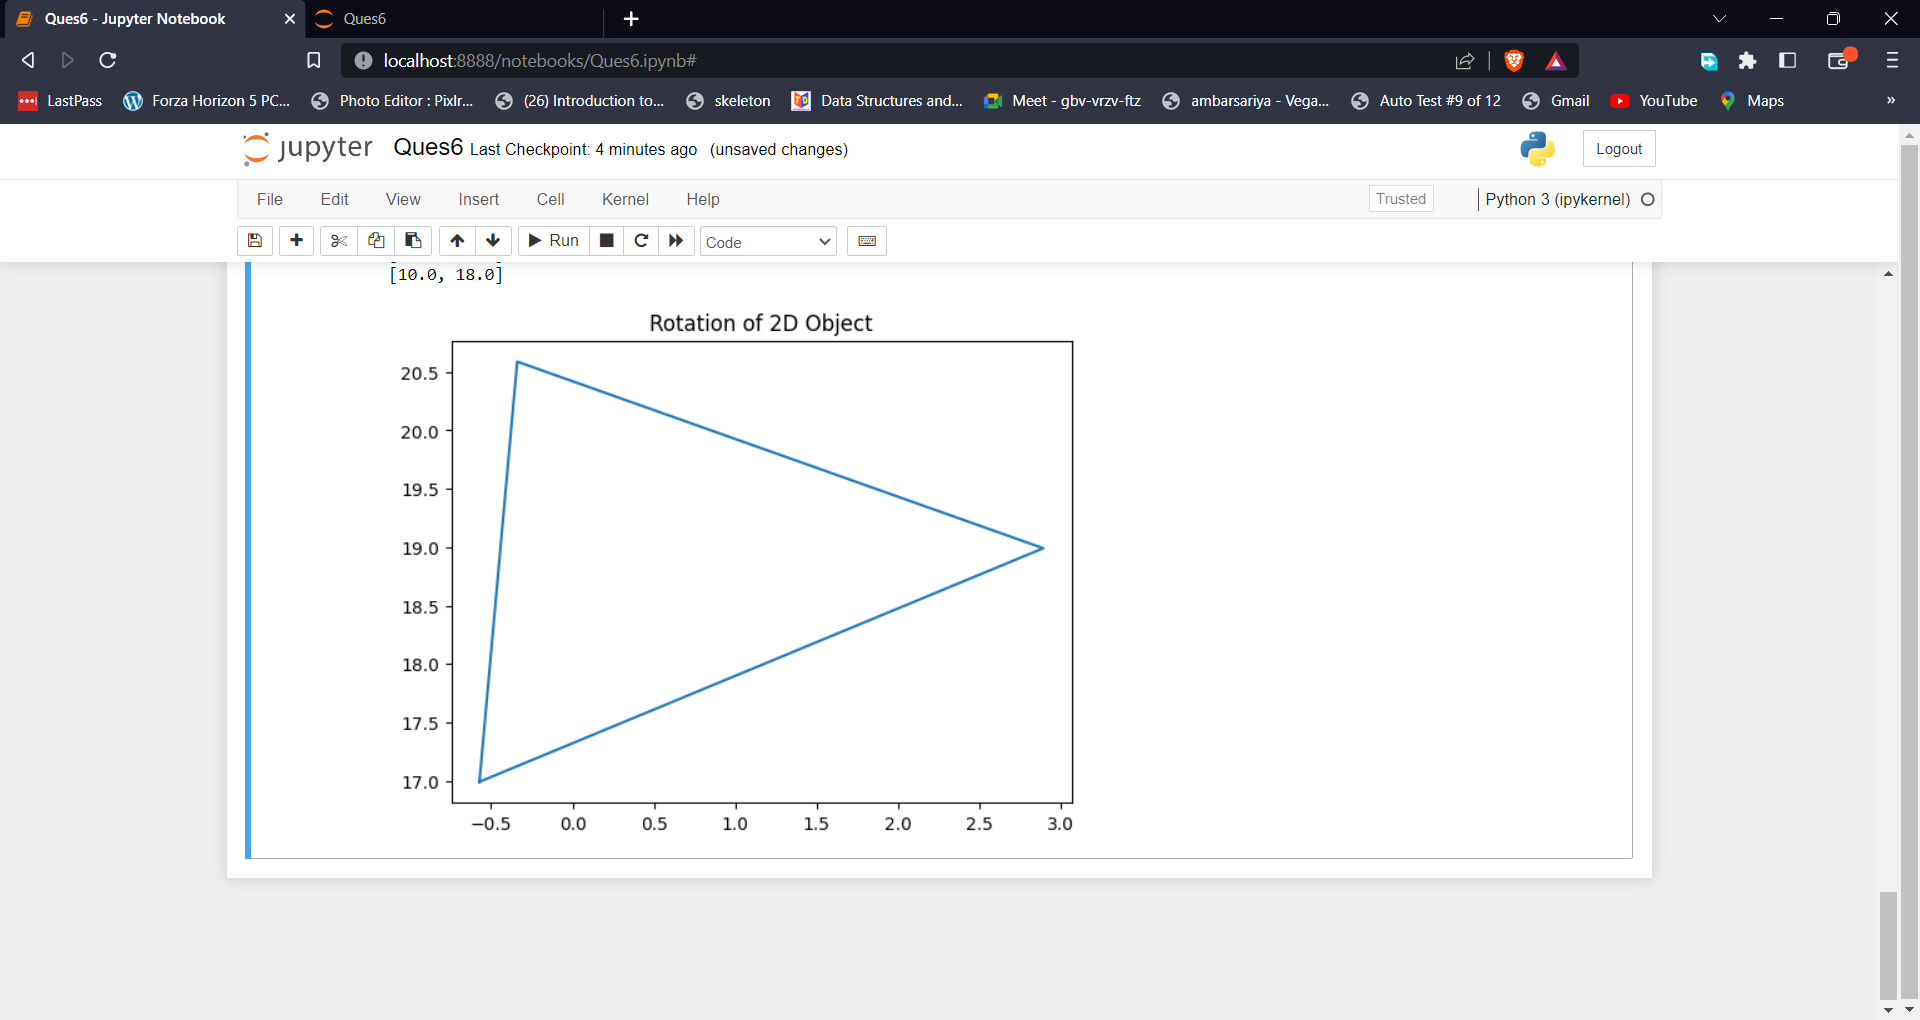 Ques6 - Jupyter Notebook
Ques6
localhost:8888/notebooks/Ques6.ipynb#
LastPass
Forza Horizon 5 PC...
Photo Editor : Pixlr...
(26) Introduction to...
skeleton
Data Structures and...
Meet - gbv-vrzv-ftz
ambarsariya - Vega...
Auto Test #9 of 12
Gmail
YouTube
Maps
»
jupyter Ques6 Last Checkpoint: 4 minutes ago (unsaved changes)
Logout
File Edit View Insert Cell Kernel Help
Trusted
Python 3 (ipykernel)
Run
Code
[10.0, 18.0]
Rotation of 2D Object
20.5
20.0
19.5
19.0
18.5
18.0
17.5
17.0
−0.5 0.0 0.5 1.0 1.5 2.0 2.5 3.0